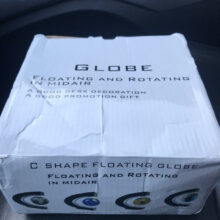 GLOBE
FLOATING AND ROTATING
IN MIDAIR
A GOOD DESK DECORATION
A GOOD PROMOTION GIFT
C SHAPE FLOATING GLOBE
FLOATING AND ROTATING
IN MIDAIR